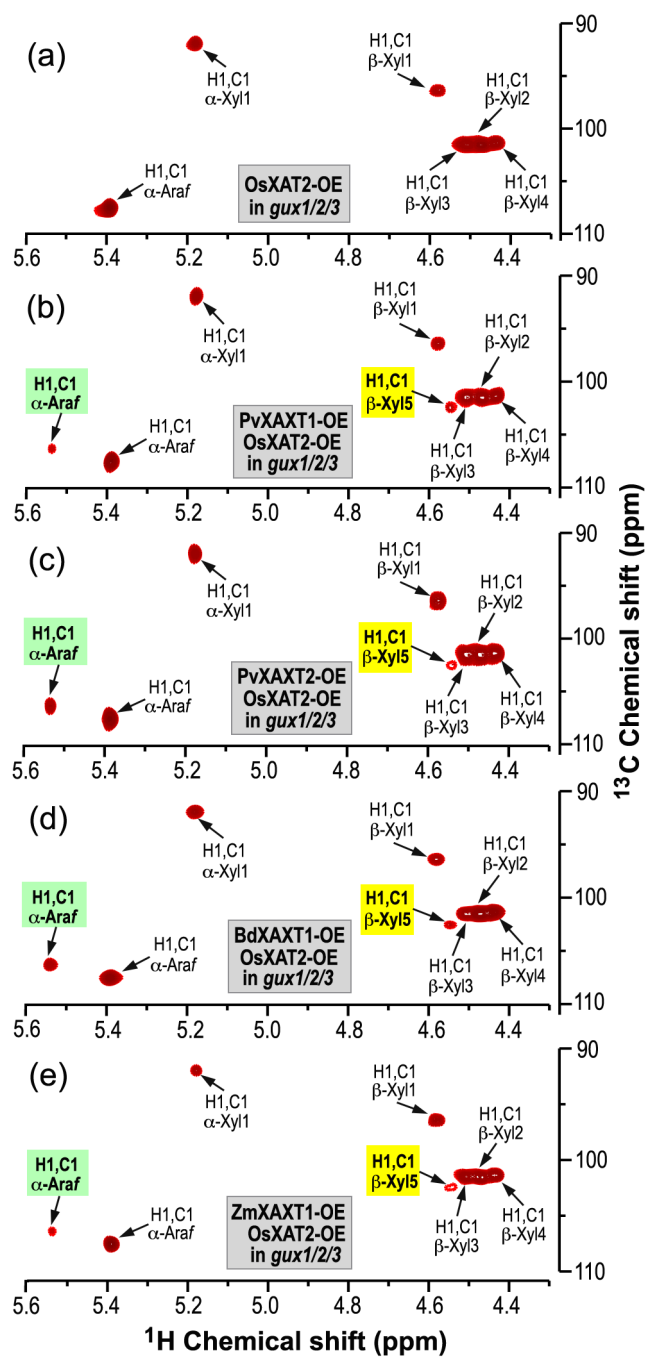 (a)
H1,C1
α-Xyl1
H1,C1
β-Xyl1
H1,C1
β-Xyl2
H1,C1
α-Araf
OsXAT2-OE
in gux1/2/3
H1,C1
β-Xyl3
H1,C1
β-Xyl4
90
100
110
5.6
5.4
5.2
5.0
4.8
4.6
4.4
(b)
H1,C1
α-Xyl1
H1,C1
β-Xyl1
H1,C1
β-Xyl2
H1,C1
α-Araf
H1,C1
α-Araf
H1,C1
β-Xyl5
PvXAXT1-OE
OsXAT2-OE
in gux1/2/3
H1,C1
β-Xyl3
H1,C1
β-Xyl4
90
100
110
5.6
5.4
5.2
5.0
4.8
4.6
4.4
(c)
H1,C1
α-Xyl1
H1,C1
β-Xyl1
H1,C1
β-Xyl2
H1,C1
α-Araf
H1,C1
α-Araf
H1,C1
β-Xyl5
PvXAXT2-OE
OsXAT2-OE
in gux1/2/3
H1,C1
β-Xyl3
H1,C1
β-Xyl4
90
100
110
5.6
5.4
5.2
5.0
4.8
4.6
4.4
(d)
H1,C1
α-Xyl1
H1,C1
β-Xyl1
H1,C1
β-Xyl2
H1,C1
α-Araf
H1,C1
α-Araf
H1,C1
β-Xyl5
BdXAXT1-OE
OsXAT2-OE
in gux1/2/3
H1,C1
β-Xyl3
H1,C1
β-Xyl4
90
100
110
5.6
5.4
5.2
5.0
4.8
4.6
4.4
(e)
H1,C1
α-Xyl1
H1,C1
β-Xyl1
H1,C1
β-Xyl2
H1,C1
α-Araf
H1,C1
α-Araf
H1,C1
β-Xyl5
ZmXAXT1-OE
OsXAT2-OE
in gux1/2/3
H1,C1
β-Xyl3
H1,C1
β-Xyl4
90
100
110
5.6
5.4
5.2
5.0
4.8
4.6
4.4
¹H Chemical shift (ppm)
¹³C Chemical shift (ppm)